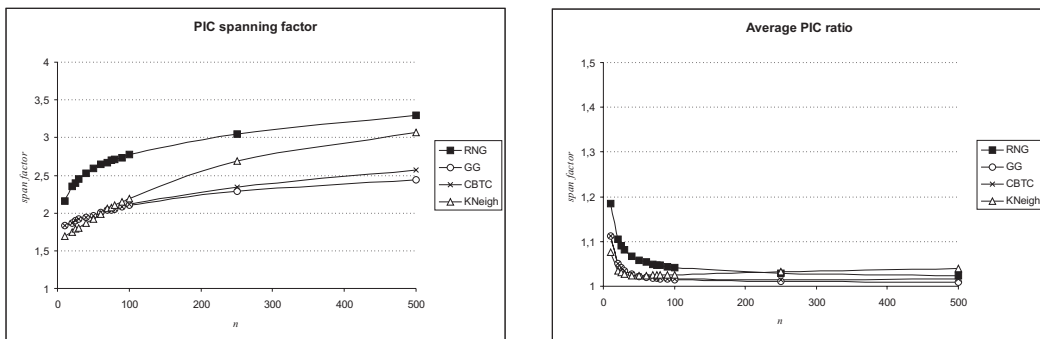 PIC spanning factor
4
3,5
3
2,5
2
1,5
1
span factor
0 100 200 300 400 500
n
RNG
GG
CBTC
KNeigh
Average PIC ratio
1,5
1,4
1,3
1,2
1,1
1
span factor
0 100 200 300 400 500
n
RNG
GG
CBTC
KNeigh